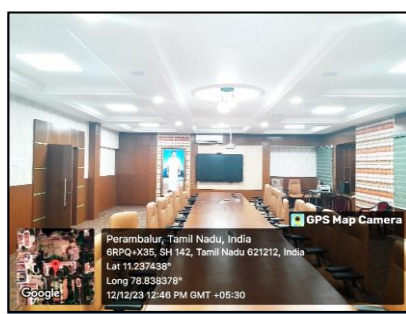 GPS Map Camera
Perambalur, Tamil Nadu, India
6RPQ+X35, SH 142, Tamil Nadu 621212, India
Lat 11.237438°
Long 78.838378°
12/12/23 12:46 PM GMT +05:30
Google